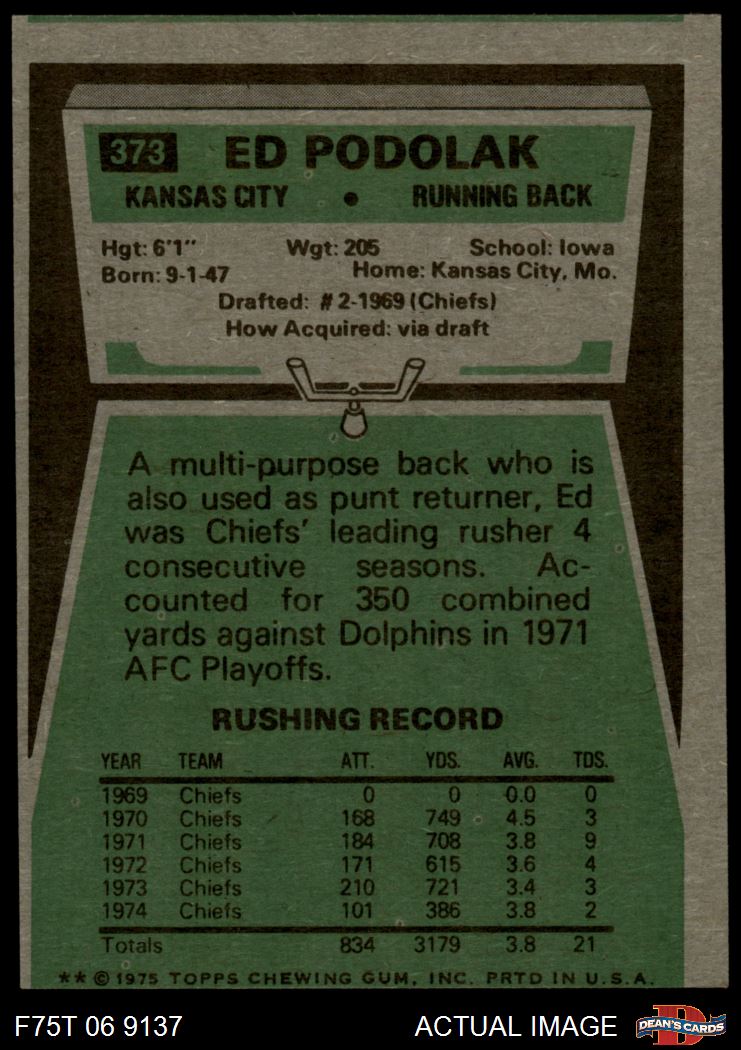 373 ED PODOLAK
KANSAS CITY • RUNNING BACK
Hgt: 6'1" Wgt: 205 School: Iowa
Born: 9-1-47 Home: Kansas City, Mo.
Drafted: #2-1969 (Chiefs)
How Acquired: via draft
A multi-purpose back who is
also used as punt returner, Ed
was Chiefs' leading rusher 4
consecutive seasons. Ac-
counted for 350 combined
yards against Dolphins in 1971
AFC Playoffs.
RUSHING RECORD
YEAR TEAM ATT. YDS. AVG. TDS.
1969 Chiefs 0 0 0.0 0
1970 Chiefs 168 749 4.5 3
1971 Chiefs 184 708 3.8 9
1972 Chiefs 171 615 3.6 4
1973 Chiefs 210 721 3.4 3
1974 Chiefs 101 386 3.8 2
Totals 834 3179 3.8 21
** © 1975 TOPPS CHEWING GUM, INC. PRTD IN U.S.A.
F75T 06 9137 ACTUAL IMAGE D DEAN'S CARDS